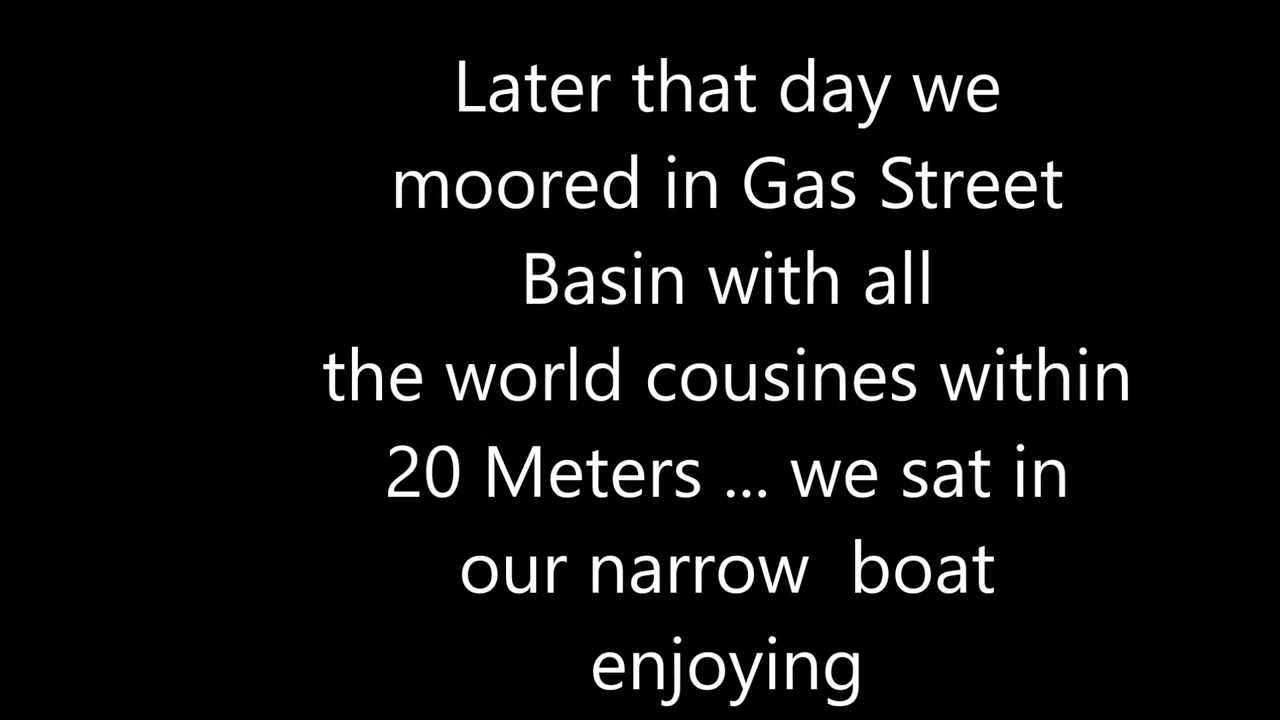 Later that day we
moored in Gas Street
Basin with all
the world cousines within
20 Meters ... we sat in
our narrow  boat
enjoying